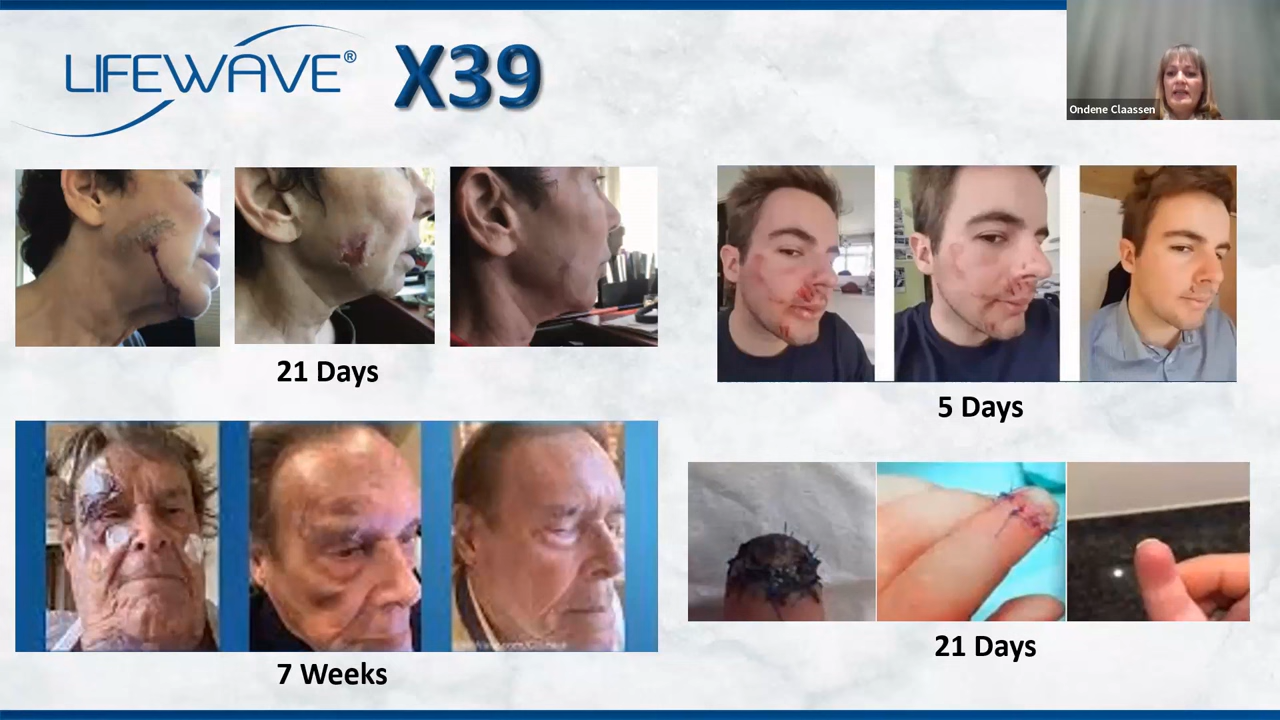 LIFEWAVE® X39
Ondene Claassen
21 Days
5 Days
7 Weeks
21 Days